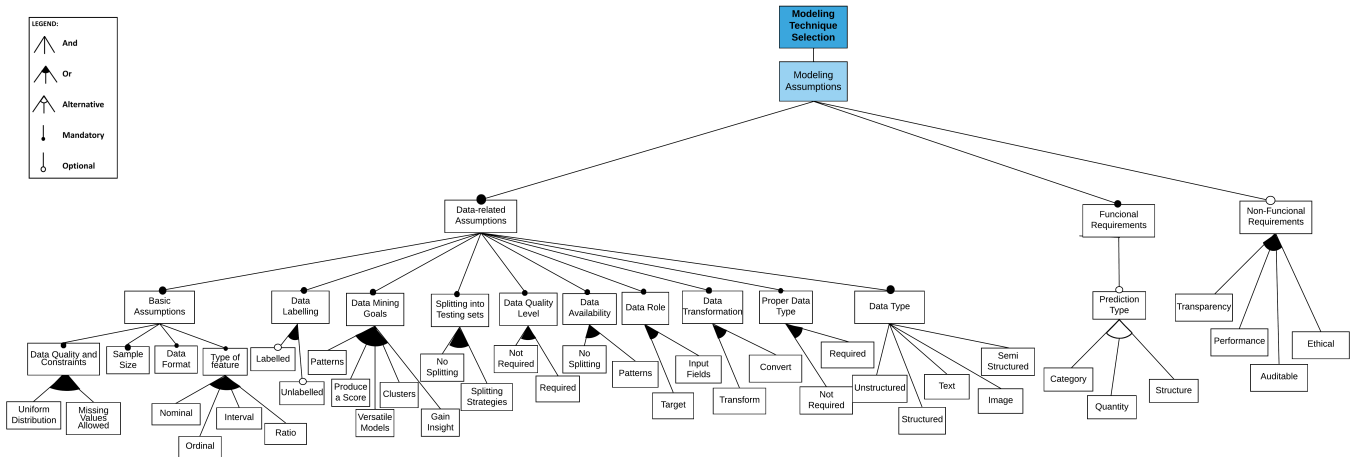 LEGEND:
And
Or
Alternative
Mandatory
Optional
Modeling
Technique
Selection
Modeling
Assumptions
Data-related
Assumptions
Funcional
Requirements
Non-Funcional
Requirements
Basic
Assumptions
Data
Labelling
Data Mining
Goals
Splitting into
Testing sets
Data Quality
Level
Data
Availability
Data Role
Data
Transformation
Proper Data
Type
Data Type
Prediction
Type
Data Quality and
Constraints
Sample
Size
Data
Format
Type of
feature
Labelled
Unlabelled
Patterns
Produce
a Score
Versatile
Models
Clusters
Gain
Insight
No
Splitting
Splitting
Strategies
Not
Required
Required
No
Splitting
Patterns
Input
Fields
Target
Convert
Transform
Required
Not
Required
Unstructured
Structured
Text
Image
Semi
Structured
Category
Quantity
Structure
Transparency
Performance
Auditable
Ethical
Uniform
Distribution
Missing
Values
Allowed
Nominal
Ordinal
Interval
Ratio